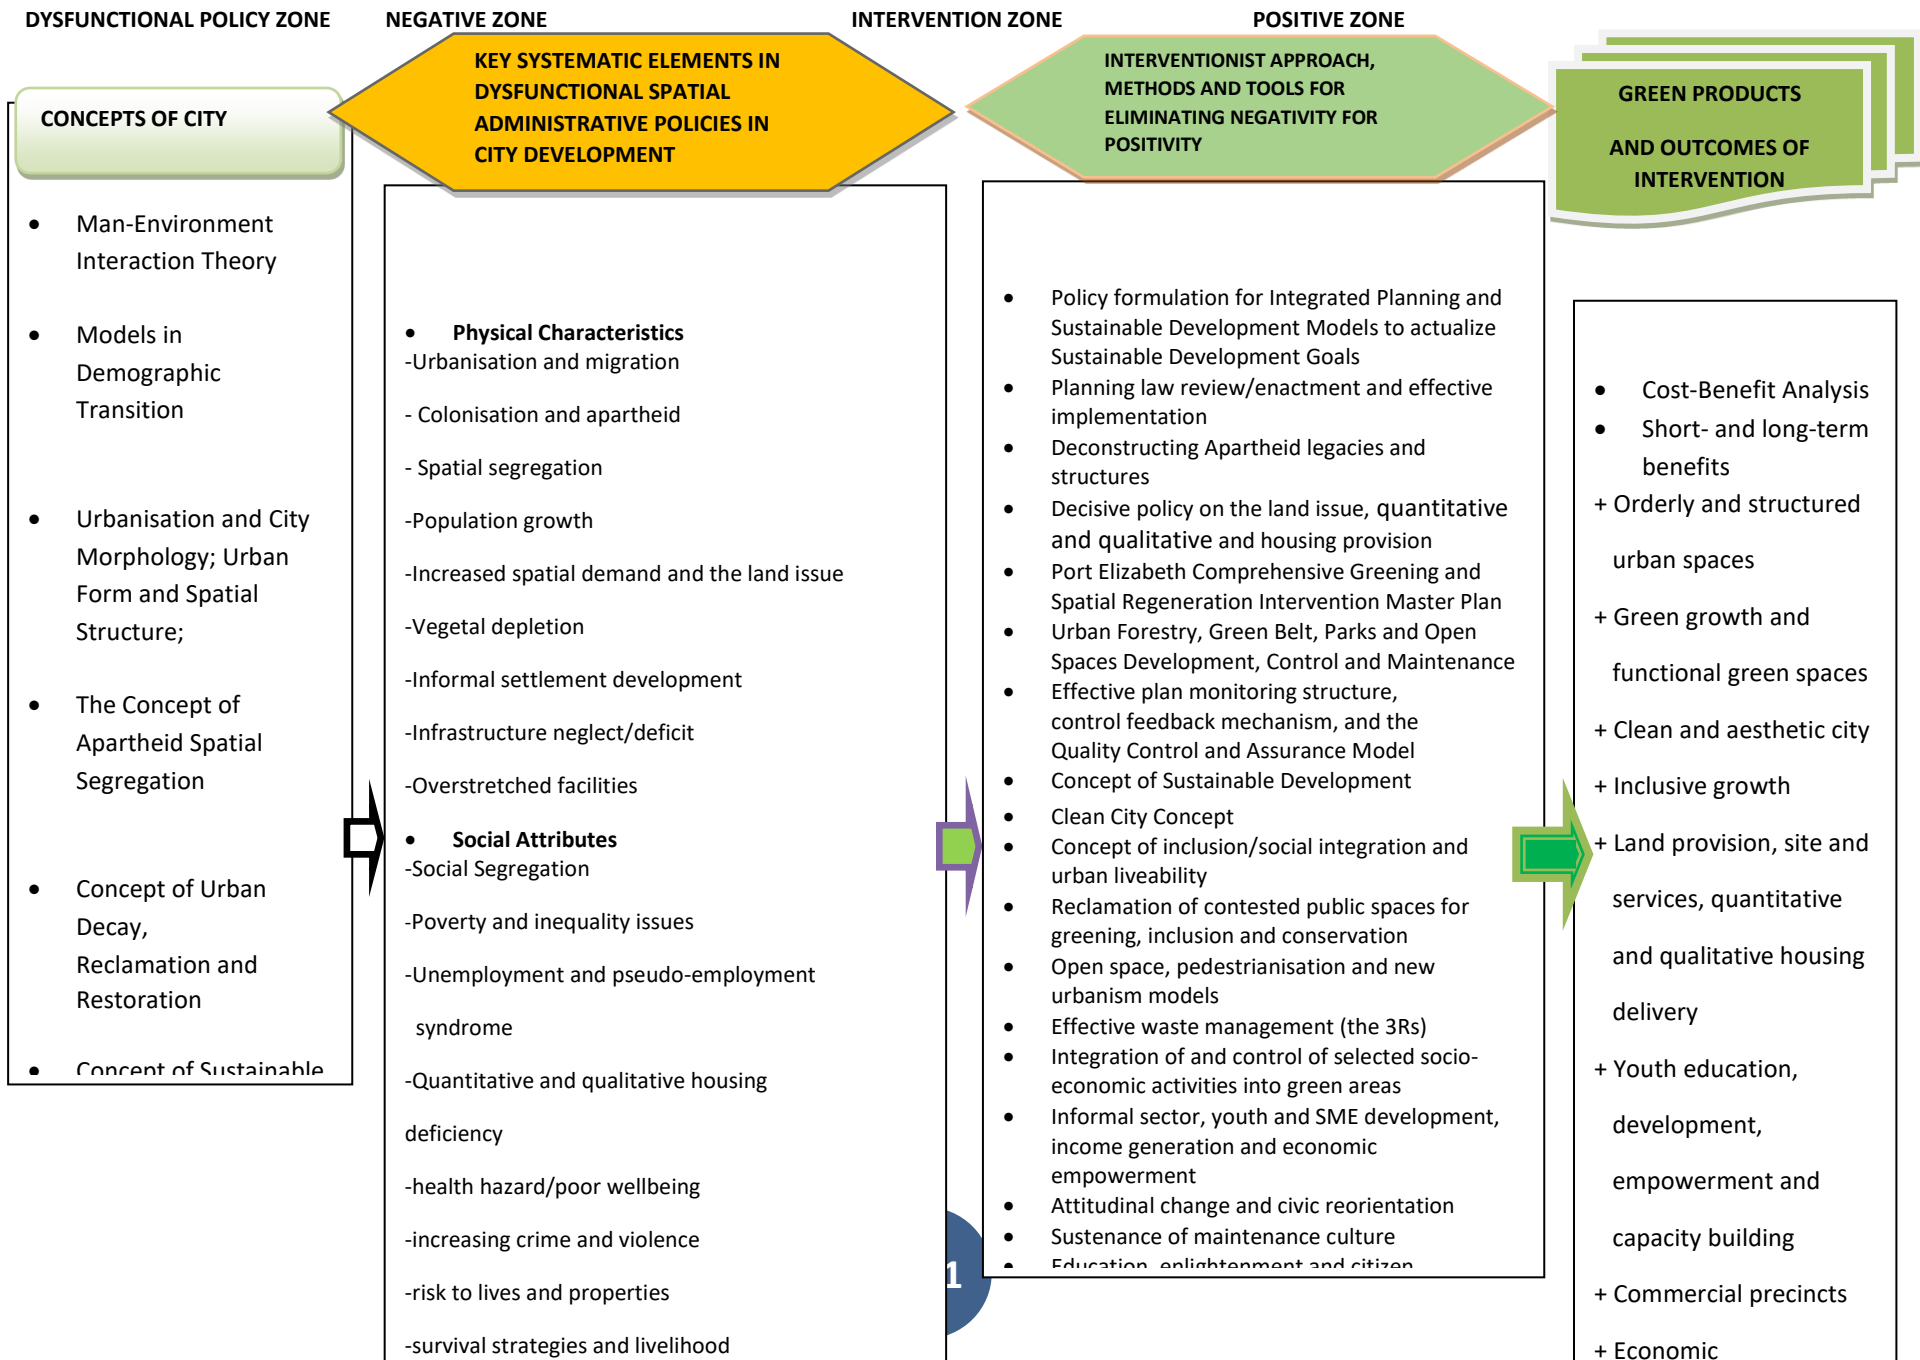 DYSFUNCTIONAL POLICY ZONE
NEGATIVE ZONE
INTERVENTION ZONE
POSITIVE ZONE
CONCEPTS OF CITY
• Man-Environment
Interaction Theory
• Models in
Demographic
Transition
• Urbanisation and City
Morphology; Urban
Form and Spatial
Structure;
• The Concept of
Apartheid Spatial
Segregation
• Concept of Urban
Decay,
Reclamation and
Restoration
• Concept of Sustainable
KEY SYSTEMATIC ELEMENTS IN
DYSFUNCTIONAL SPATIAL
ADMINISTRATIVE POLICIES IN
CITY DEVELOPMENT
• Physical Characteristics
-Urbanisation and migration
- Colonisation and apartheid
- Spatial segregation
-Population growth
-Increased spatial demand and the land issue
-Vegetal depletion
-Informal settlement development
-Infrastructure neglect/deficit
-Overstretched facilities
• Social Attributes
-Social Segregation
-Poverty and inequality issues
-Unemployment and pseudo-employment
syndrome
-Quantitative and qualitative housing
deficiency
-health hazard/poor wellbeing
-increasing crime and violence
-risk to lives and properties
-survival strategies and livelihood
INTERVENTIONIST APPROACH,
METHODS AND TOOLS FOR
ELIMINATING NEGATIVITY FOR
POSITIVITY
• Policy formulation for Integrated Planning and
Sustainable Development Models to actualize
Sustainable Development Goals
• Planning law review/enactment and effective
implementation
• Deconstructing Apartheid legacies and
structures
• Decisive policy on the land issue, quantitative
and qualitative and housing provision
• Port Elizabeth Comprehensive Greening and
Spatial Regeneration Intervention Master Plan
• Urban Forestry, Green Belt, Parks and Open
Spaces Development, Control and Maintenance
• Effective plan monitoring structure,
control feedback mechanism, and the
Quality Control and Assurance Model
• Concept of Sustainable Development
• Clean City Concept
• Concept of inclusion/social integration and
urban liveability
• Reclamation of contested public spaces for
greening, inclusion and conservation
• Open space, pedestrianisation and new
urbanism models
• Effective waste management (the 3Rs)
• Integration of and control of selected socio-
economic activities into green areas
• Informal sector, youth and SME development,
income generation and economic
empowerment
• Attitudinal change and civic reorientation
• Sustenance of maintenance culture
• Education, enlightenment and citizen
GREEN PRODUCTS
AND OUTCOMES OF
INTERVENTION
• Cost-Benefit Analysis
• Short- and long-term
benefits
+ Orderly and structured
urban spaces
+ Green growth and
functional green spaces
+ Clean and aesthetic city
+ Inclusive growth
+ Land provision, site and
services, quantitative
and qualitative housing
delivery
+ Youth education,
development,
empowerment and
capacity building
+ Commercial precincts
+ Economic
1